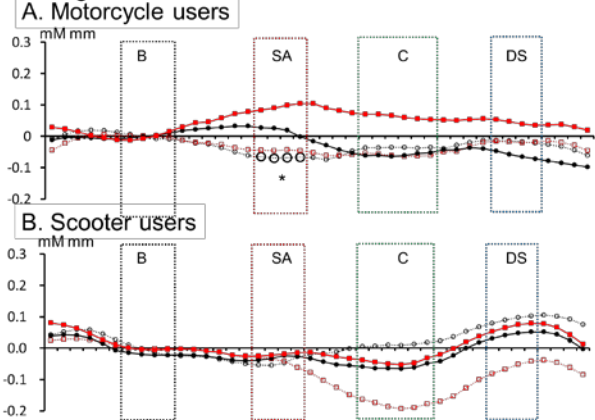 A. Motorcycle users
mM mm
0.3
0.2
0.1
0
-0.1
-0.2
B
SA
C
DS
*
B. Scooter users
mM mm
0.3
0.2
0.1
0.0
-0.1
-0.2
B
SA
C
DS